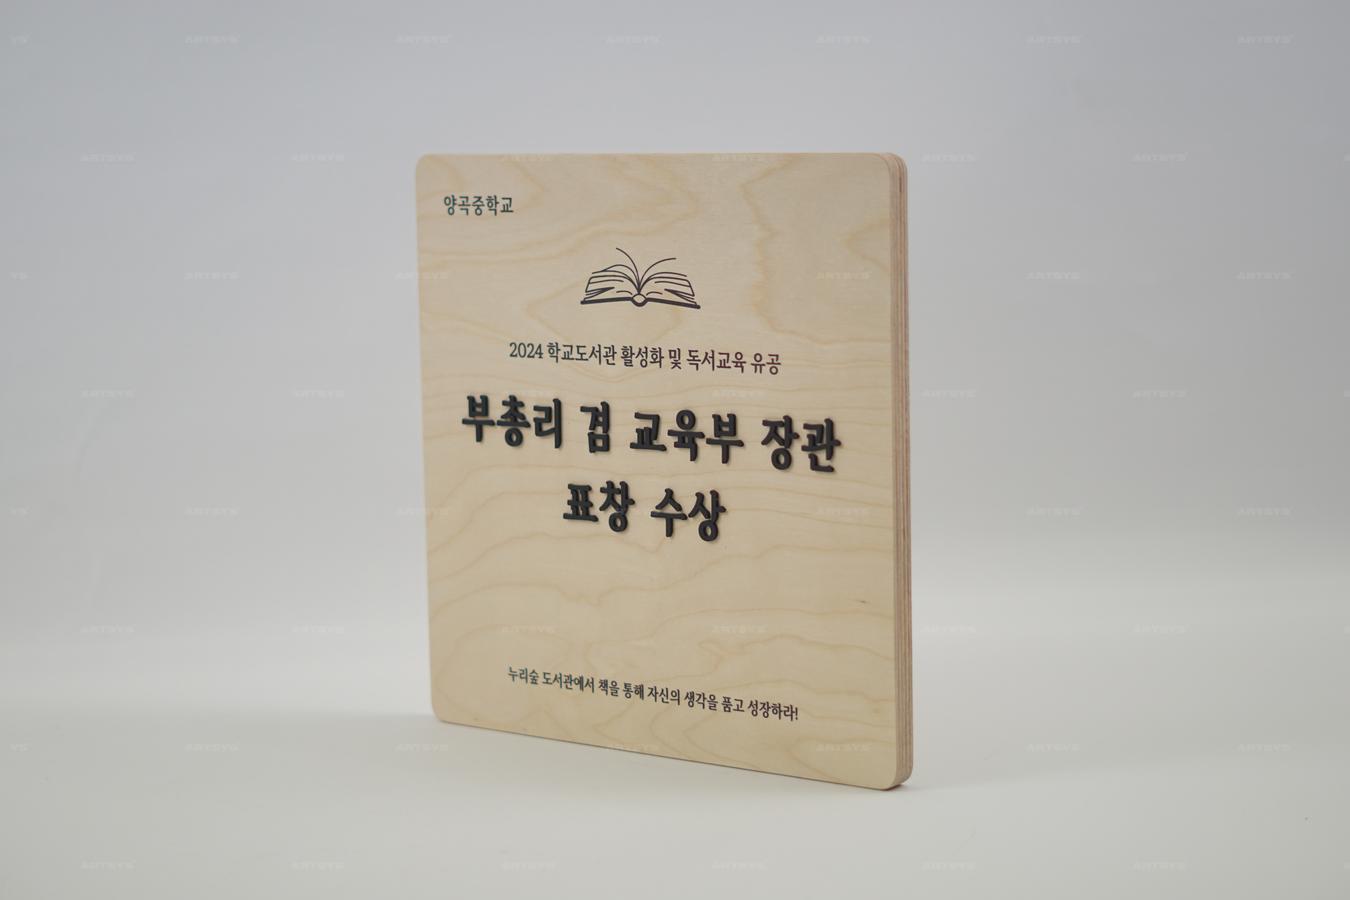 양곡중학교
2024 학교도서관 활성화 및 독서교육 유공
부총리 겸 교육부 장관
표창 수상
누리숲 도서관에서 책을 통해 자신의 생각을 품고 성장하라!
ARTSYS